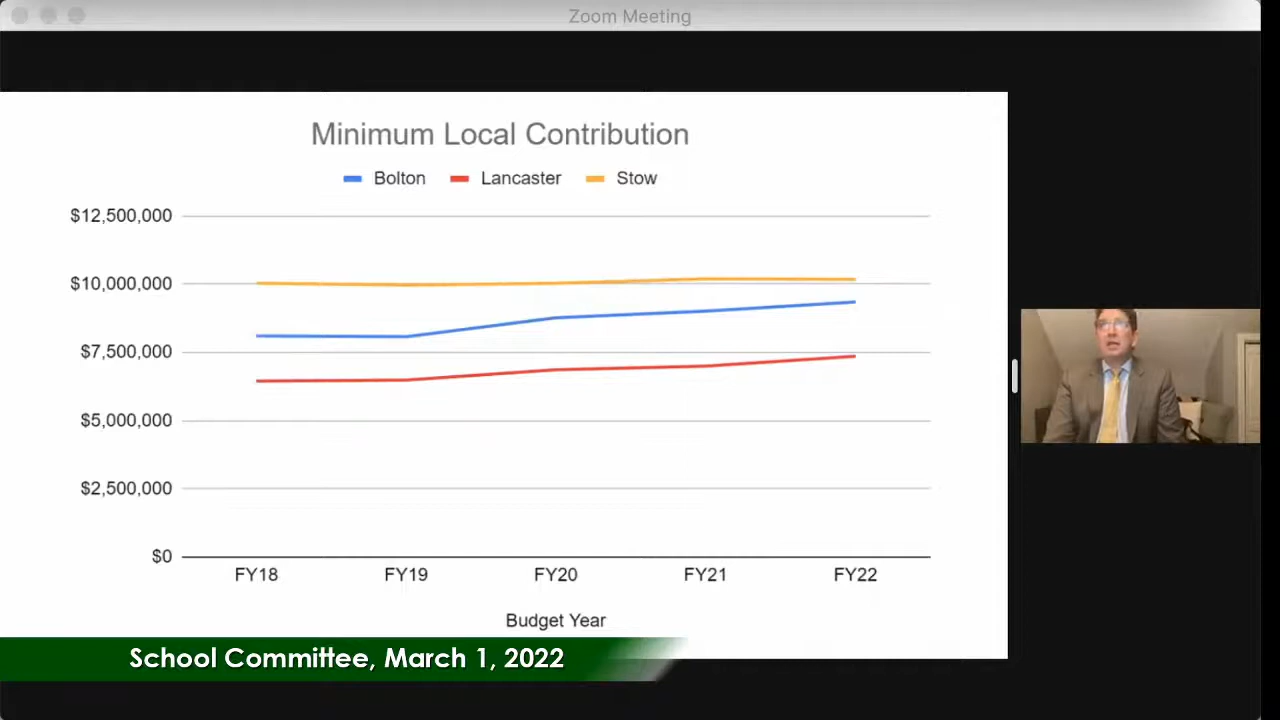 Zoom Meeting
Minimum Local Contribution
Bolton Lancaster Stow
$12,500,000
$10,000,000
$7,500,000
$5,000,000
$2,500,000
$0
FY18 FY19 FY20 FY21 FY22
Budget Year
School Committee, March 1, 2022